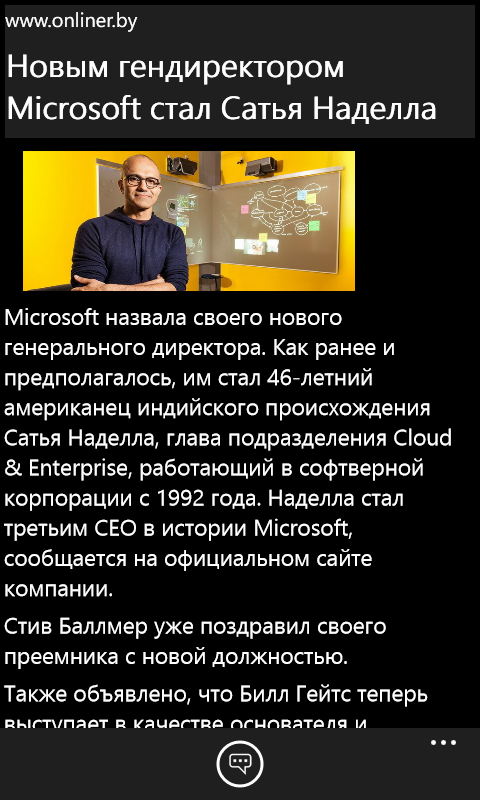 www.onliner.by
Новым гендиректором
Microsoft стал Сатья Наделла
Microsoft назвала своего нового
генерального директора. Как ранее и
предполагалось, им стал 46-летний
американец индийского происхождения
Сатья Наделла, глава подразделения Cloud
& Enterprise, работающий в софтверной
корпорации с 1992 года. Наделла стал
третьим CEO в истории Microsoft,
сообщается на официальном сайте
компании.
Стив Баллмер уже поздравил своего
преемника с новой должностью.
Также объявлено, что Билл Гейтс теперь
выступает в качестве основателя и